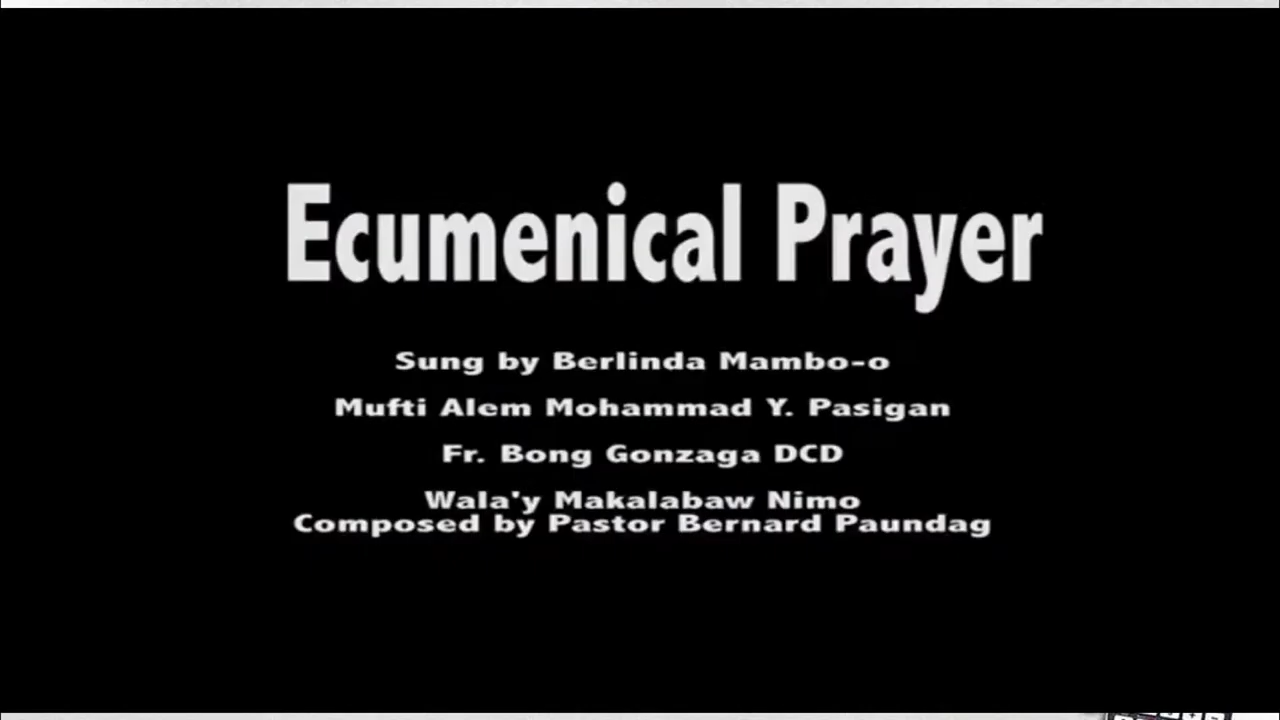 Ecumenical Prayer
Sung by Berlinda Mambo-o
Mufti Alem Mohammad Y. Pasigan
Fr. Bong Gonzaga DCD
Wala'y Makalabaw Nimo
Composed by Pastor Bernard Paundag